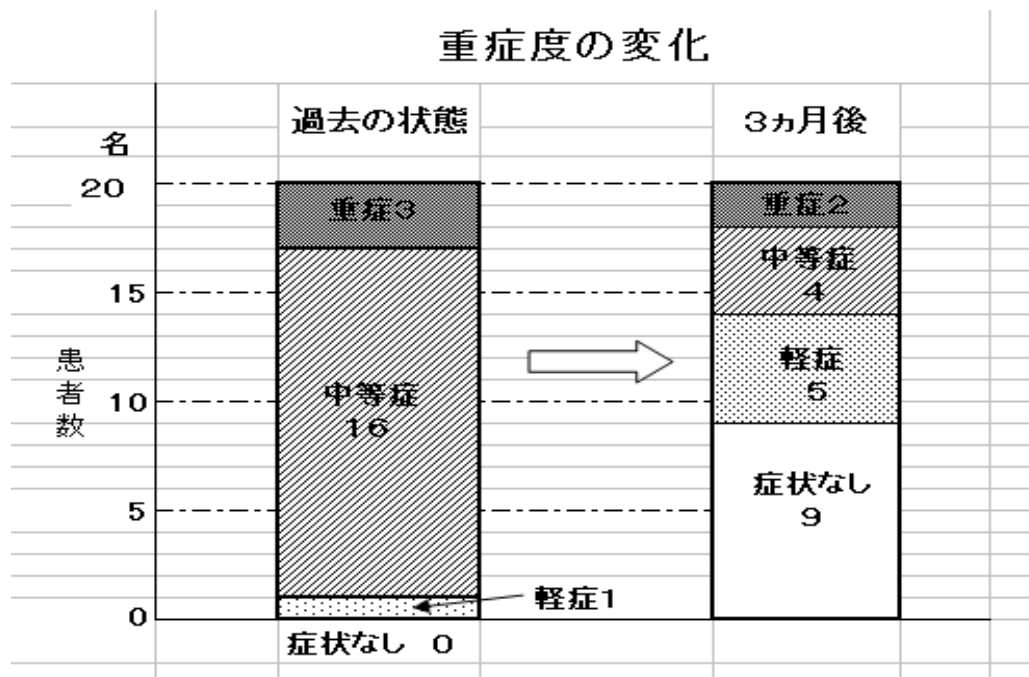 重症度の変化
過去の状態
3ヵ月後
名
20
15
10
5
0
患者数
重症3
中等症
16
軽症1
症状なし 0
重症2
中等症
4
軽症
5
症状なし
9